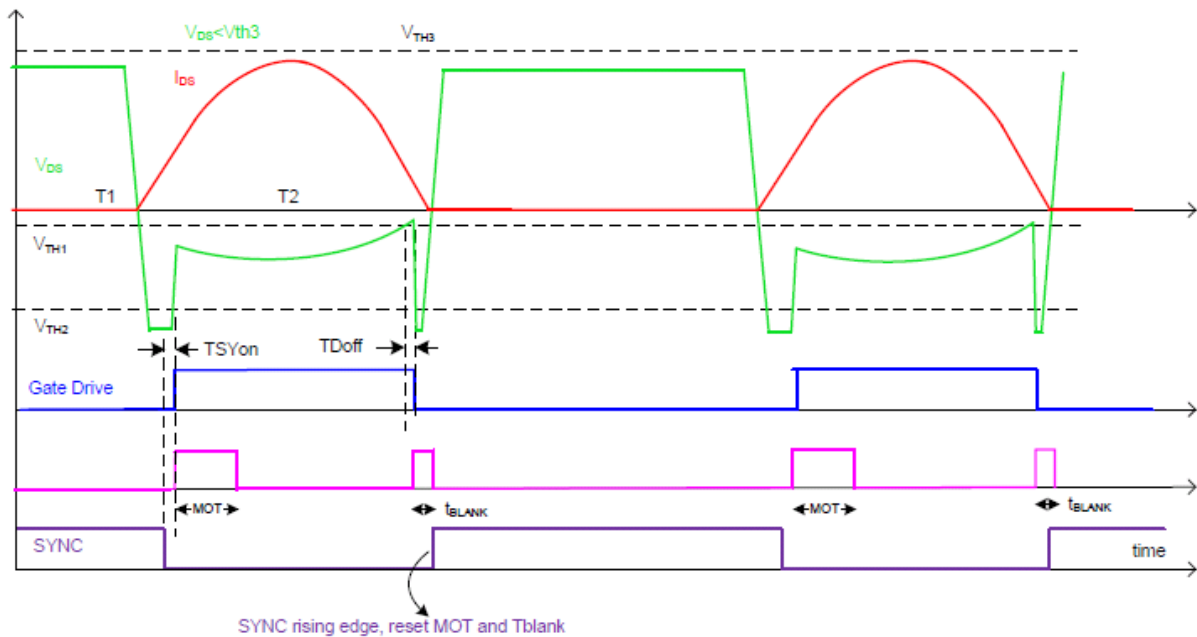 VDS<Vth3
VTH3
IDS
VDS
T1
T2
VTH1
VTH2
TSYon
TDoff
Gate Drive
MOT
tBLANK
MOT
tBLANK
SYNC
time
SYNC rising edge, reset MOT and Tblank